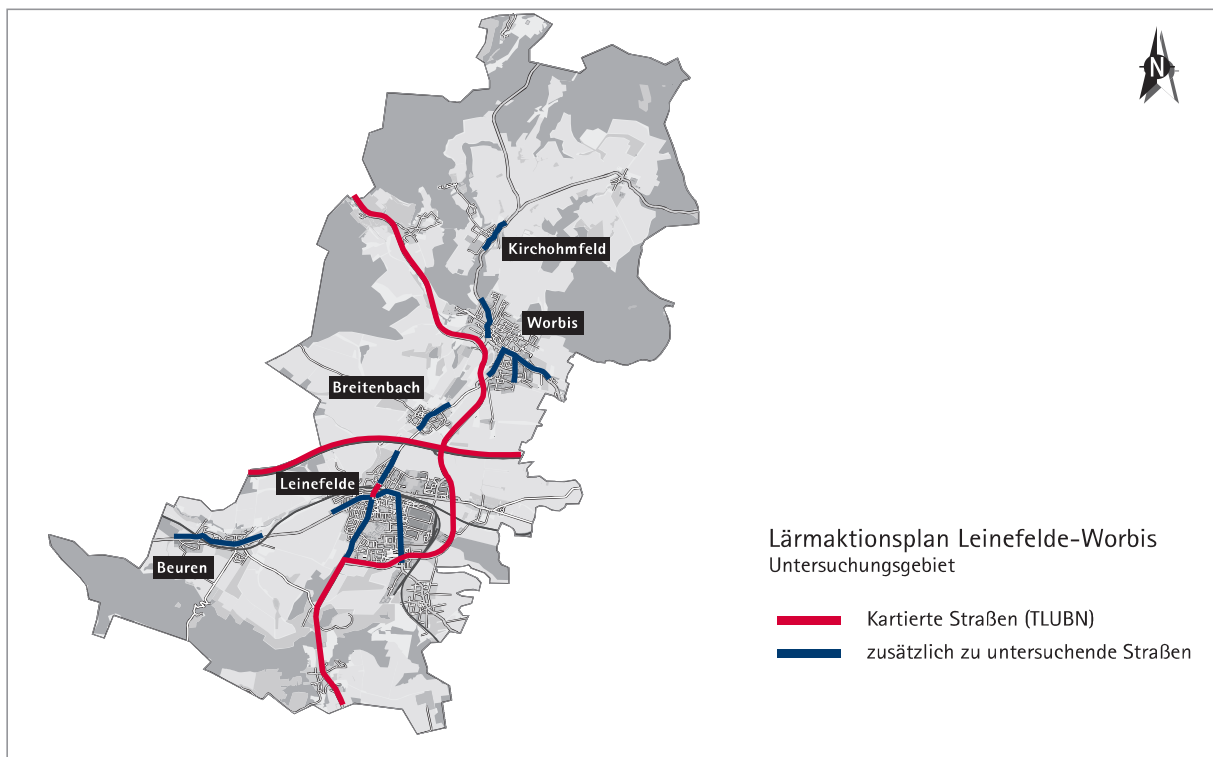 N
Kirchohmfeld
Worbis
Breitenbach
Leinefelde
Beuren
Lärmaktionsplan Leinefelde-Worbis
Untersuchungsgebiet
Kartierte Straßen (TLUBN)
zusätzlich zu untersuchende Straßen